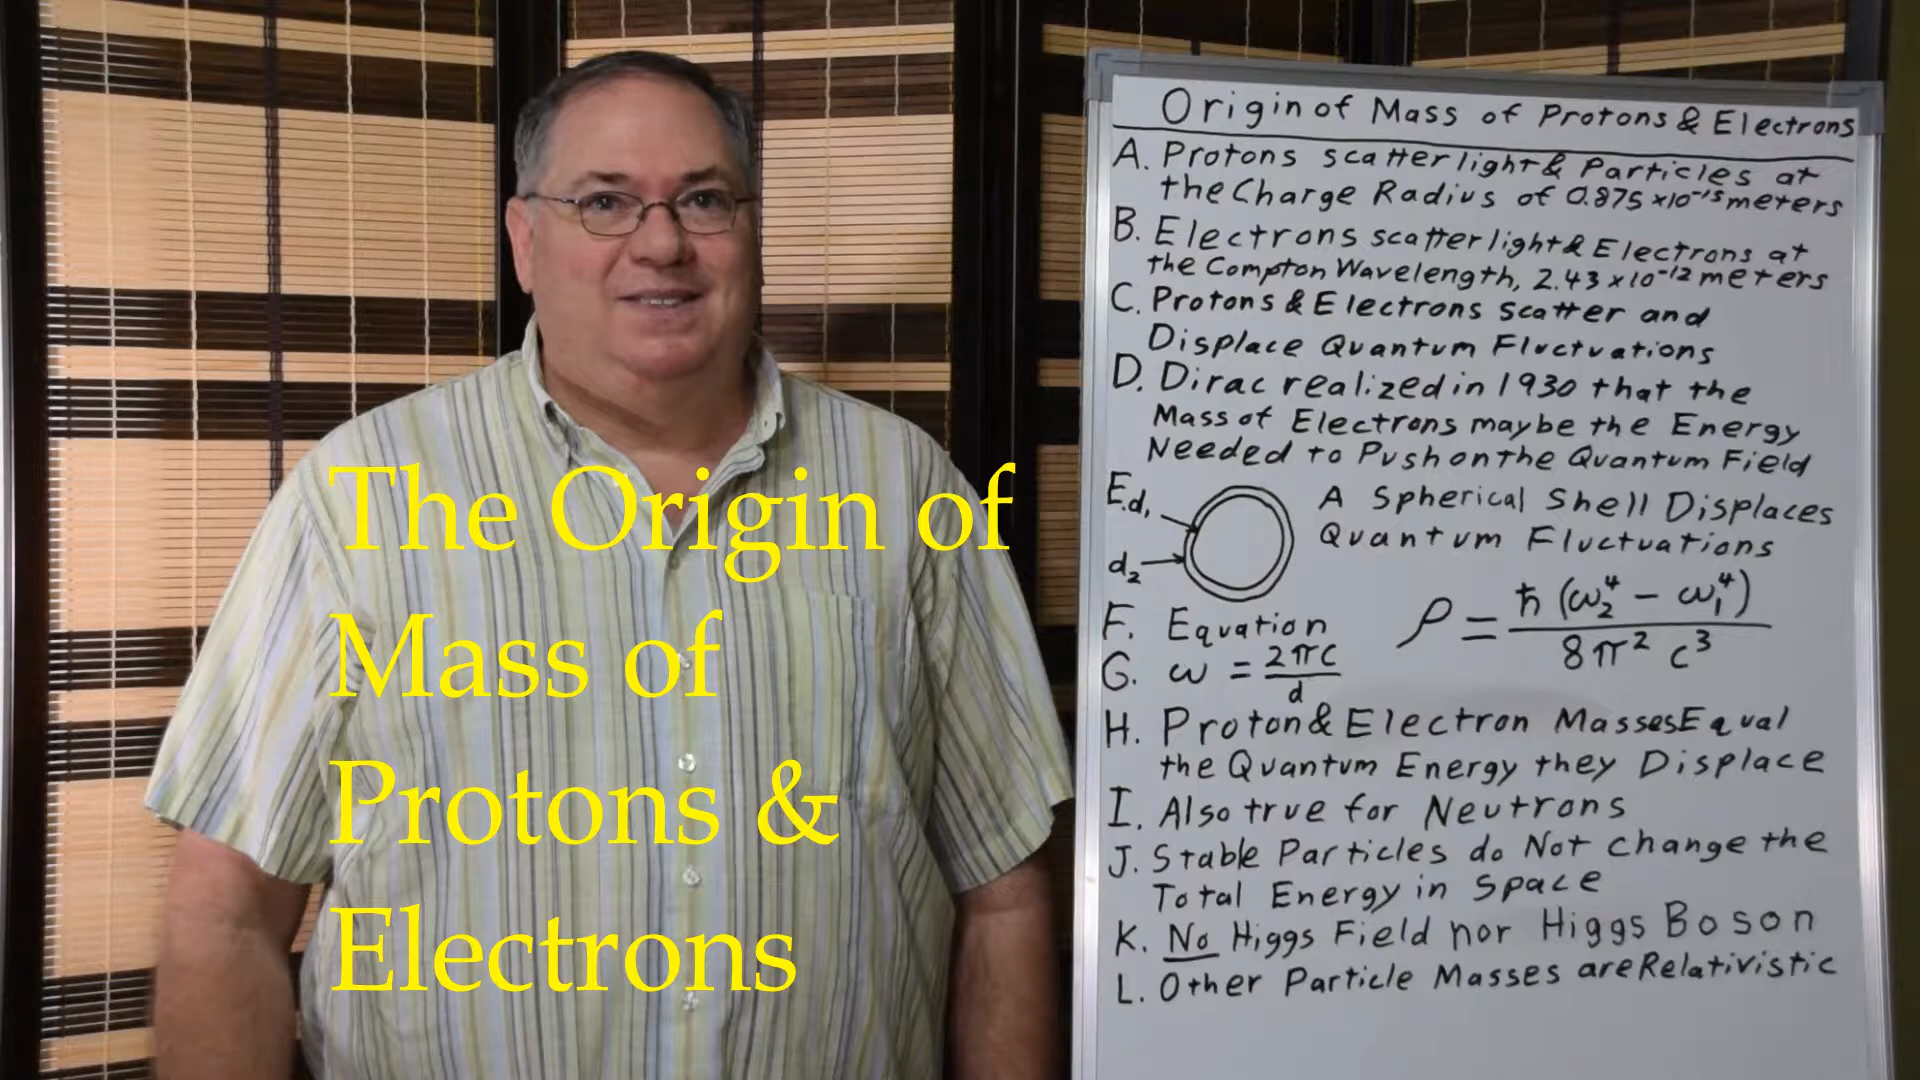 The Origin of
Mass of
Protons &
Electrons
Origin of Mass of Protons & Electrons
A. Protons scatter light & Particles at
the Charge Radius of 0.875 x10⁻¹⁵ meters
B. Electrons scatter light & Electrons at
the Compton Wavelength, 2.43 x10⁻¹² meters
C. Protons & Electrons scatter and
Displace Quantum Fluctuations
D. Dirac realized in 1930 that the
Mass of Electrons maybe the Energy
Needed to Push on the Quantum Field
E. d₁ A Spherical Shell Displaces
d₂ Quantum Fluctuations
F. Equation ρ = ħ (ω₂⁴ − ω₁⁴) / 8π² c³
G. ω = 2πc / d
H. Proton & Electron Masses Equal
the Quantum Energy they Displace
I. Also true for Neutrons
J. Stable Particles do Not change the
Total Energy in Space
K. No Higgs Field nor Higgs Boson
L. Other Particle Masses are Relativistic